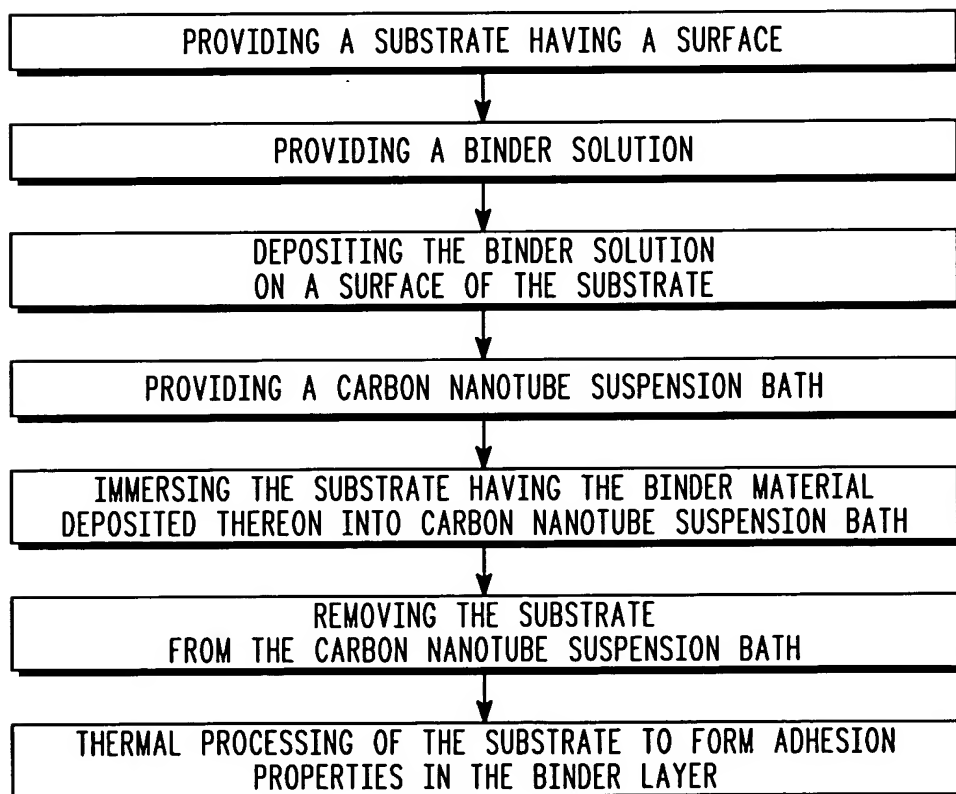 PROVIDING A SUBSTRATE HAVING A SURFACE
PROVIDING A BINDER SOLUTION
DEPOSITING THE BINDER SOLUTION
ON A SURFACE OF THE SUBSTRATE
PROVIDING A CARBON NANOTUBE SUSPENSION BATH
IMMERSING THE SUBSTRATE HAVING THE BINDER MATERIAL
DEPOSITED THEREON INTO CARBON NANOTUBE SUSPENSION BATH
REMOVING THE SUBSTRATE
FROM THE CARBON NANOTUBE SUSPENSION BATH
THERMAL PROCESSING OF THE SUBSTRATE TO FORM ADHESION
PROPERTIES IN THE BINDER LAYER